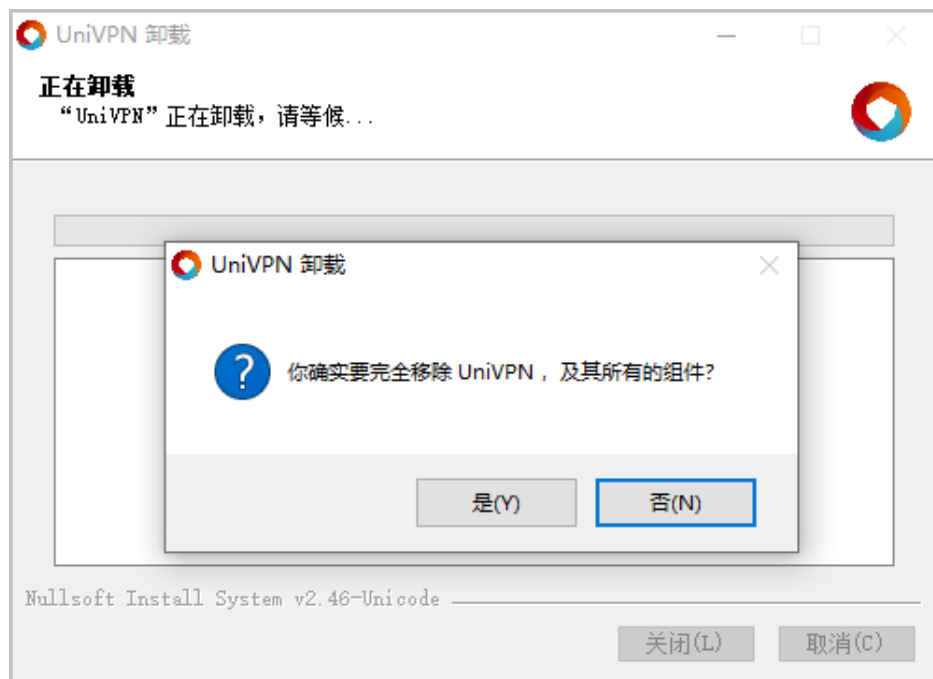 UniVPN 卸载
正在卸载
“UniVPN”正在卸载，请等候...
UniVPN 卸载
你确实要完全移除 UniVPN ，及其所有的组件?
是(Y)
否(N)
Nullsoft Install System v2.46-Unicode
关闭(L)
取消(C)